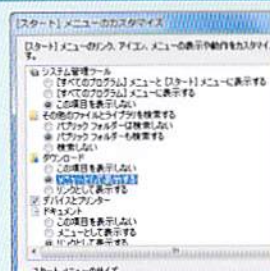 [スタート] メニューのカスタマイズ
[スタート] メニューのリンク、アイコン、メニューの表示や動作をカスタマイ
す。
システム管理ツール
[すべてのプログラム] メニューと [スタート] メニューに表示する
[すべてのプログラム] メニューに表示する
この項目を表示しない
その他のファイルとライブラリを検索する
パブリック フォルダーは検索しない
パブリック フォルダーも検索する
検索しない
ダウンロード
この項目を表示しない
メニューとして表示する
リンクとして表示する
デバイスとプリンター
ドキュメント
この項目を表示しない
メニューとして表示する
リンクとして表示する